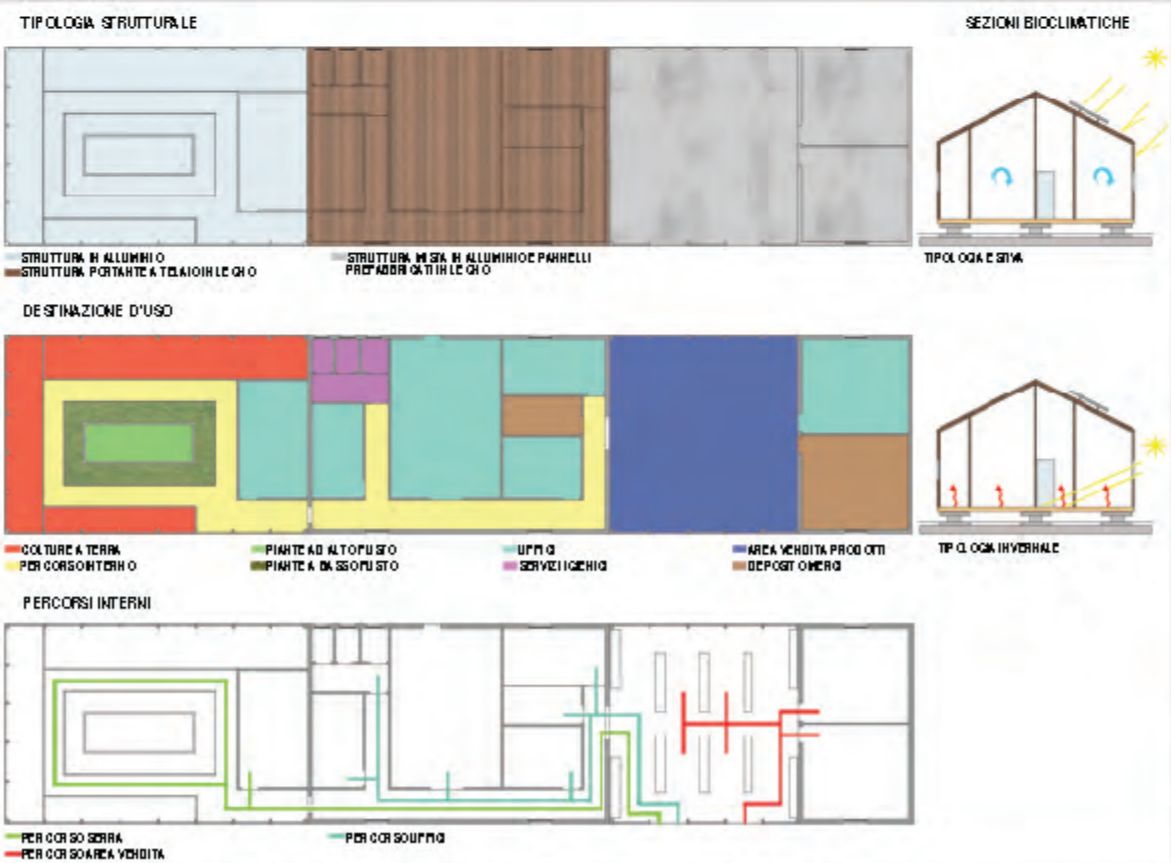 TIPOLOGIA STRUTTURALE
SEZIONI BIOCLIMATICHE
STRUTTURA IN ALLUMINIO
STRUTTURA PORTANTE A TELAIO IN LEGNO
STRUTTURA MISTA IN ALLUMINIO E PANNELLI
PREFABBRICATI IN LEGNO
TIPOLOGIA ESTIVA
DESTINAZIONE D'USO
COLTURE A TERRA
PERCORSO INTERNO
PIANTE AD ALTO FUSTO
PIANTE A BASSO FUSTO
UFFICI
SERVIZI IGIENICI
AREA VENDITA PRODOTTI
DEPOSITO MERCI
TIPOLOGIA INVERNALE
PERCORSI INTERNI
PERCORSO SERRA
PERCORSO AREA VENDITA
PERCORSO UFFICI